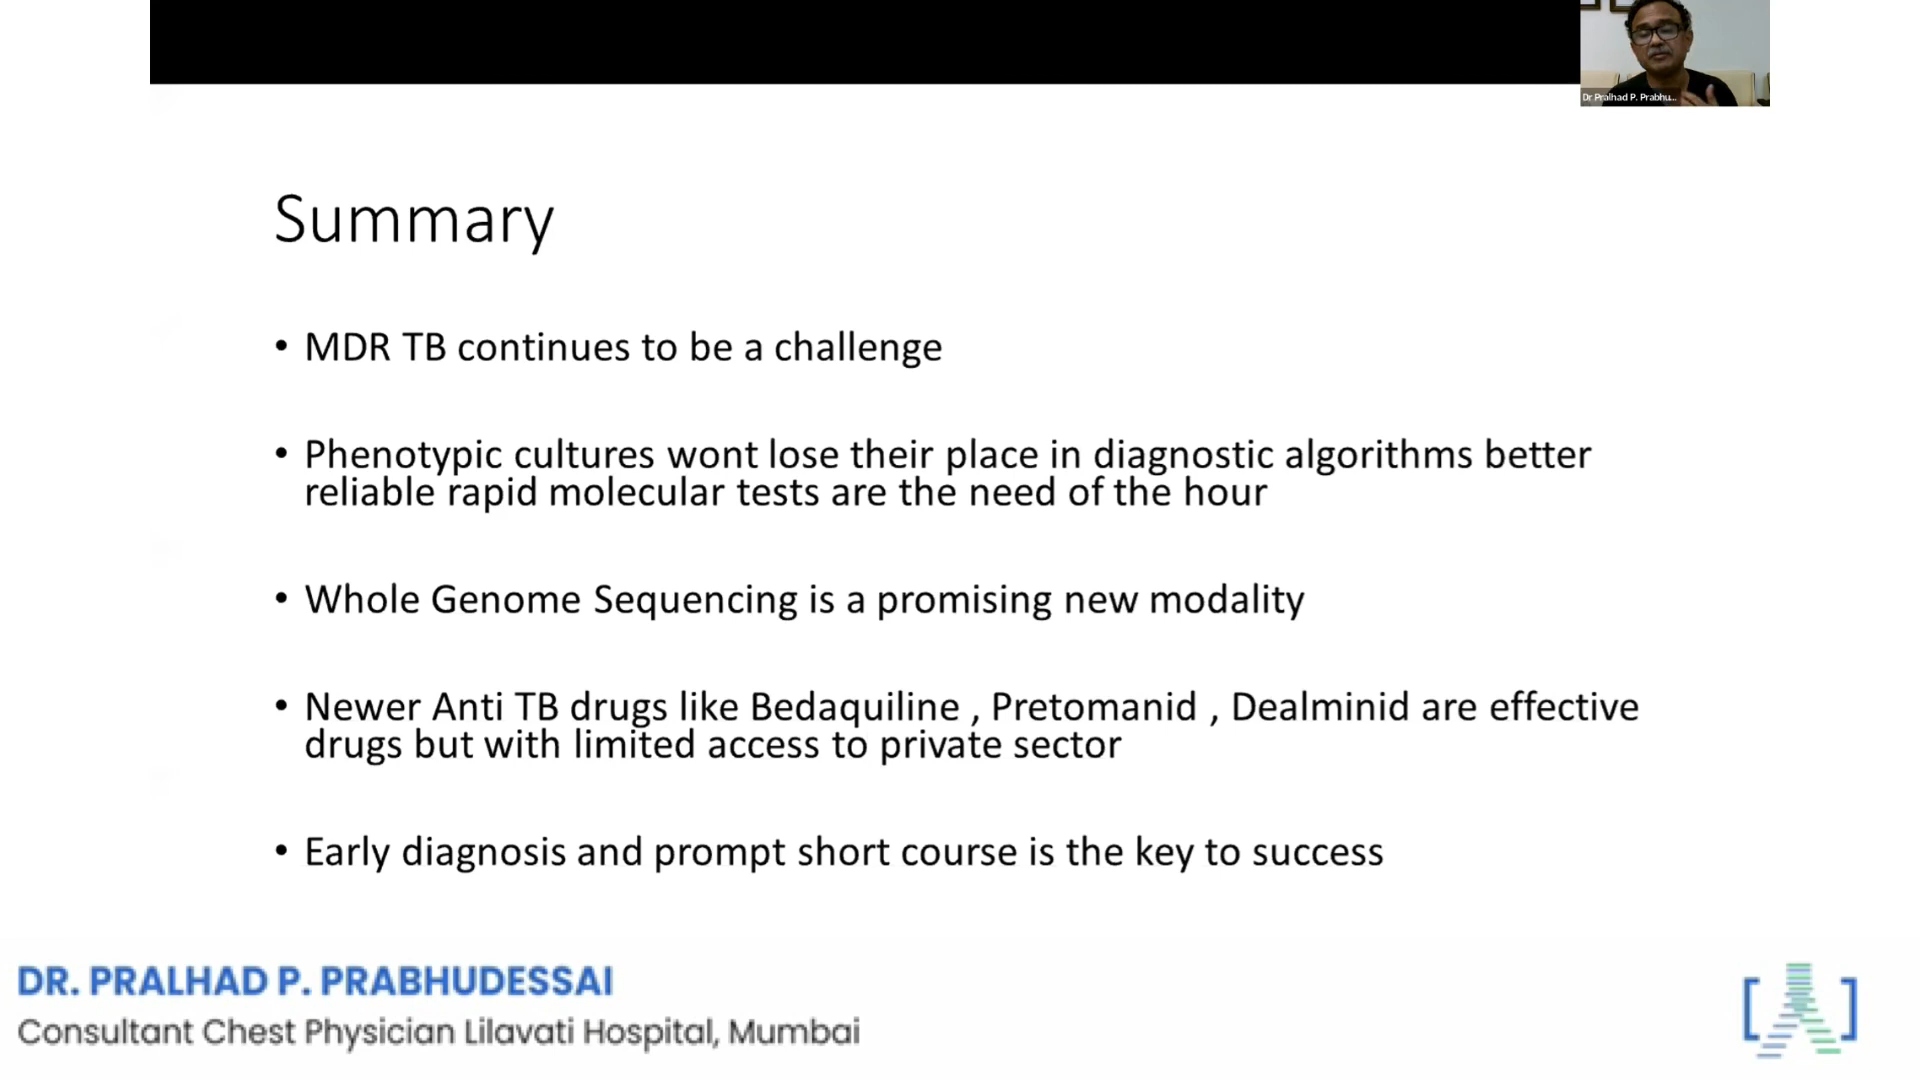 Dr Pralhad P. Prabhu...
Summary
• MDR TB continues to be a challenge
• Phenotypic cultures wont lose their place in diagnostic algorithms better
reliable rapid molecular tests are the need of the hour
• Whole Genome Sequencing is a promising new modality
• Newer Anti TB drugs like Bedaquiline , Pretomanid , Dealminid are effective
drugs but with limited access to private sector
• Early diagnosis and prompt short course is the key to success
DR. PRALHAD P. PRABHUDESSAI
Consultant Chest Physician Lilavati Hospital, Mumbai